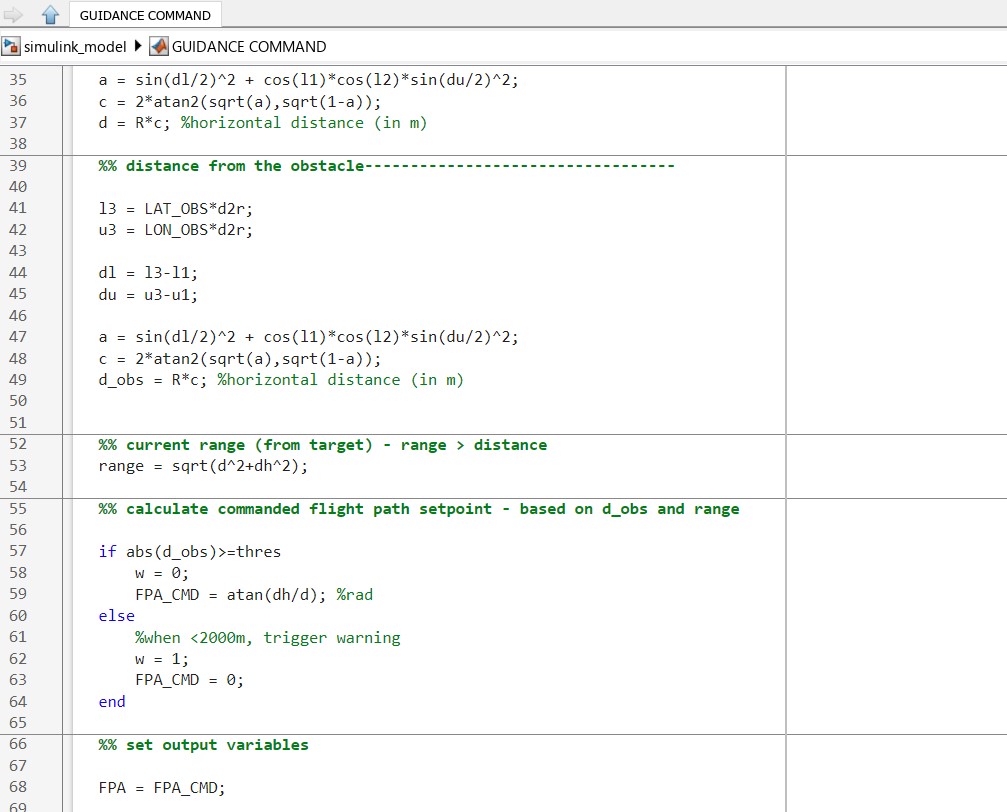 GUIDANCE COMMAND
simulink_model GUIDANCE COMMAND
35 a = sin(dl/2)^2 + cos(l1)*cos(l2)*sin(du/2)^2;
36 c = 2*atan2(sqrt(a),sqrt(1-a));
37 d = R*c; %horizontal distance (in m)
38
39 %% distance from the obstacle----------------------------------
40
41 l3 = LAT_OBS*d2r;
42 u3 = LON_OBS*d2r;
43
44 dl = l3-l1;
45 du = u3-u1;
46
47 a = sin(dl/2)^2 + cos(l1)*cos(l2)*sin(du/2)^2;
48 c = 2*atan2(sqrt(a),sqrt(1-a));
49 d_obs = R*c; %horizontal distance (in m)
50
51
52 %% current range (from target) - range > distance
53 range = sqrt(d^2+dh^2);
54
55 %% calculate commanded flight path setpoint - based on d_obs and range
56
57 if abs(d_obs)>=thres
58 w = 0;
59 FPA_CMD = atan(dh/d); %rad
60 else
61 %when <2000m, trigger warning
62 w = 1;
63 FPA_CMD = 0;
64 end
65
66 %% set output variables
67
68 FPA = FPA_CMD;
69